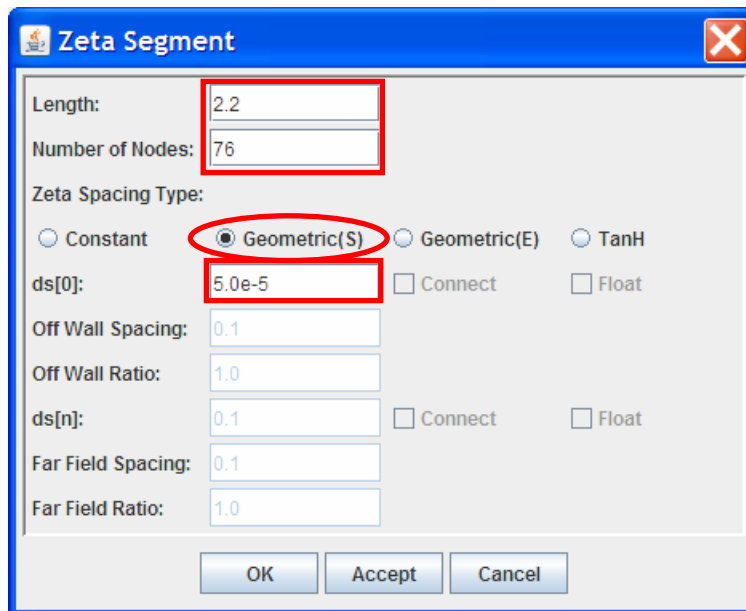 Zeta Segment
Length: 2.2
Number of Nodes: 76
Zeta Spacing Type:
Constant Geometric(S) Geometric(E) TanH
ds[0]: 5.0e-5 Connect Float
Off Wall Spacing: 0.1
Off Wall Ratio: 1.0
ds[n]: 0.1 Connect Float
Far Field Spacing: 0.1
Far Field Ratio: 1.0
OK Accept Cancel